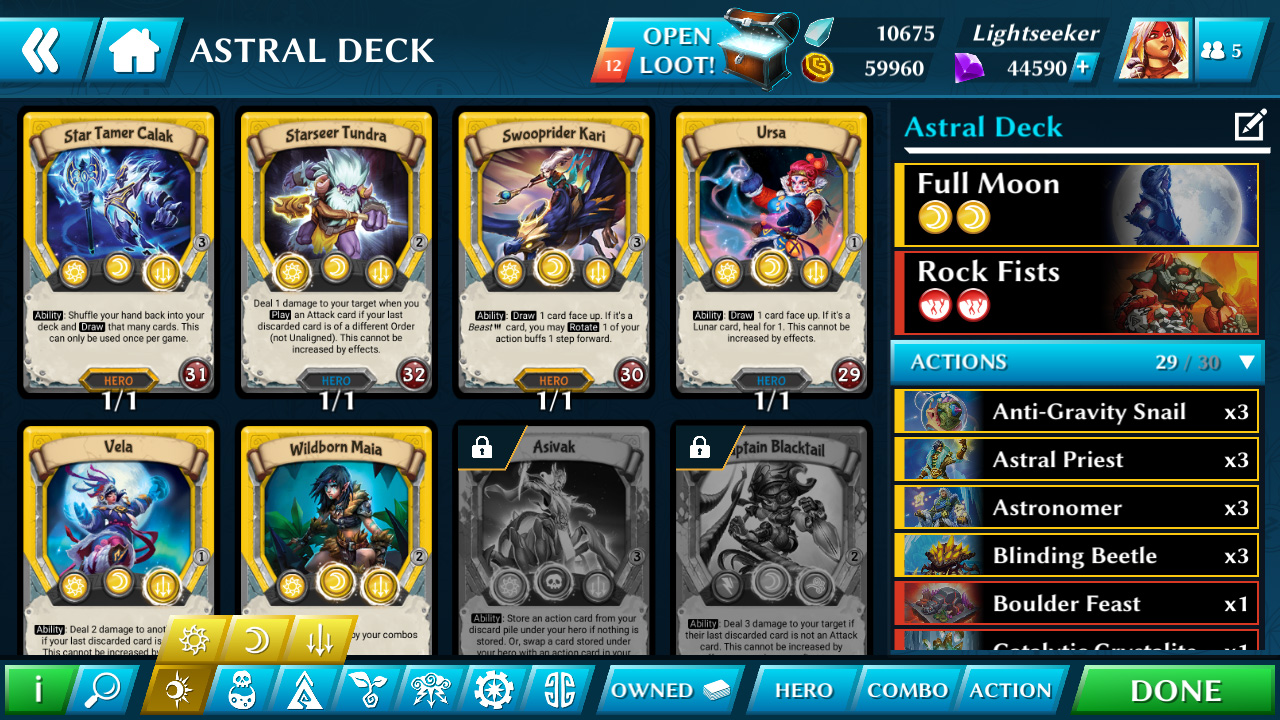 ASTRAL DECK
OPEN
LOOT!
12
10675
59960
Lightseeker
44590 +
5
Star Tamer Calak
3
Ability: Shuffle your hand back into your
deck and Draw that many cards. This
can only be used once per game.
HERO
31
1/1
Starseer Tundra
2
Deal 1 damage to your target when you
Play an Attack card if your last
discarded card is of a different Order
(not Unaligned). This cannot be
increased by effects.
HERO
32
1/1
Swooprider Kari
3
Ability: Draw 1 card face up. If it's a
Beast card, you may Rotate 1 of your
action buffs 1 step forward.
HERO
30
1/1
Ursa
1
Ability: Draw 1 card face up. If it's a
Lunar card, heal for 1. This cannot be
increased by effects.
HERO
29
1/1
Vela
1
Ability: Deal 2 damage to
if your last discarded card is
This cannot be increased
Wildborn Maia
2
by your combos
Asivak
3
Ability: Store an action card from your
discard pile under your hero if nothing is
stored. Or, swap a card stored under
your hero with an action card in your
Blacktail
2
Ability: Deal 3 damage to your target if
their last discarded card is not an Attack
card. This cannot be increased by
Astral Deck
Full Moon
Rock Fists
ACTIONS 29 / 30
Anti-Gravity Snail x3
Astral Priest x3
Astronomer x3
Blinding Beetle x3
Boulder Feast x1
i
OWNED
HERO
COMBO
ACTION
DONE